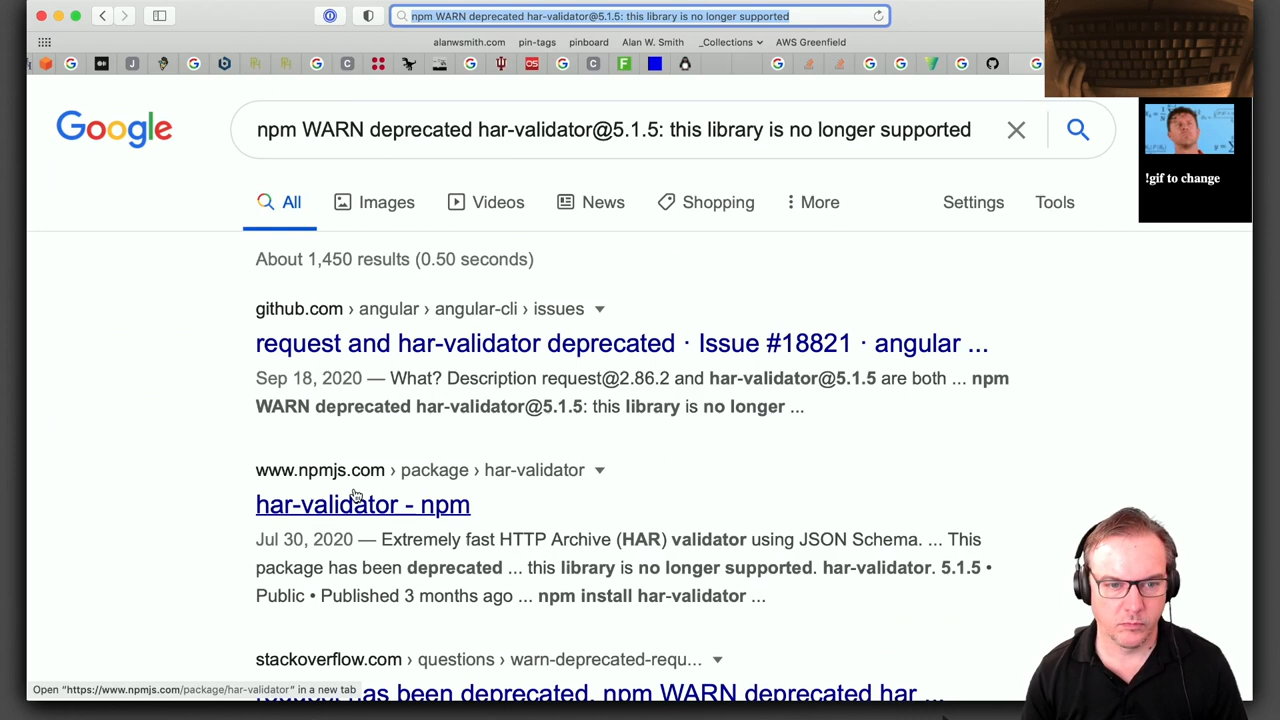 npm WARN deprecated har-validator@5.1.5: this library is no longer supported
alanwsmith.com pin-tags pinboard Alan W. Smith _Collections AWS Greenfield
Google
npm WARN deprecated har-validator@5.1.5: this library is no longer supported
!gif to change
All Images Videos News Shopping More Settings Tools
About 1,450 results (0.50 seconds)
github.com › angular › angular-cli › issues
request and har-validator deprecated · Issue #18821 · angular ...
Sep 18, 2020 — What? Description request@2.86.2 and har-validator@5.1.5 are both ... npm
WARN deprecated har-validator@5.1.5: this library is no longer ...
www.npmjs.com › package › har-validator
har-validator - npm
Jul 30, 2020 — Extremely fast HTTP Archive (HAR) validator using JSON Schema. ... This
package has been deprecated ... this library is no longer supported. har-validator. 5.1.5 •
Public • Published 3 months ago ... npm install har-validator ...
stackoverflow.com › questions › warn-deprecated-requ...
has been deprecated, npm WARN deprecated har ...
Open "https://www.npmjs.com/package/har-validator" in a new tab